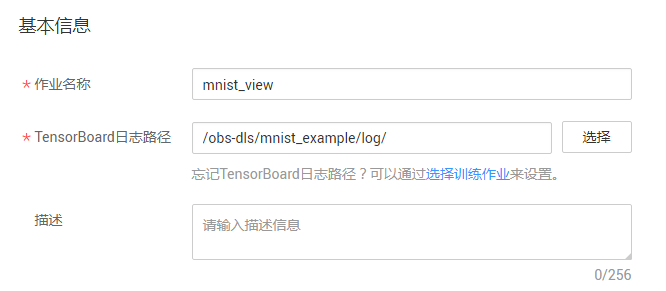 基本信息
* 作业名称 mnist_view
* TensorBoard日志路径 /obs-dls/mnist_example/log/ 选择
忘记TensorBoard日志路径？可以通过选择训练作业来设置。
描述 请输入描述信息
0/256